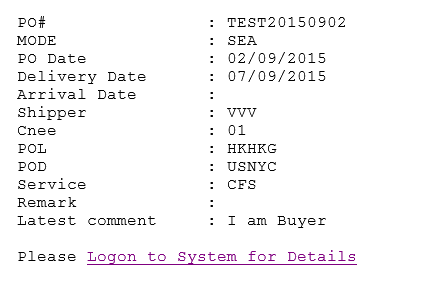 PO# : TEST20150902
MODE : SEA
PO Date : 02/09/2015
Delivery Date : 07/09/2015
Arrival Date :
Shipper : VVV
Cnee : 01
POL : HKHKG
POD : USNYC
Service : CFS
Remark :
Latest comment : I am Buyer
Please Logon to System for Details